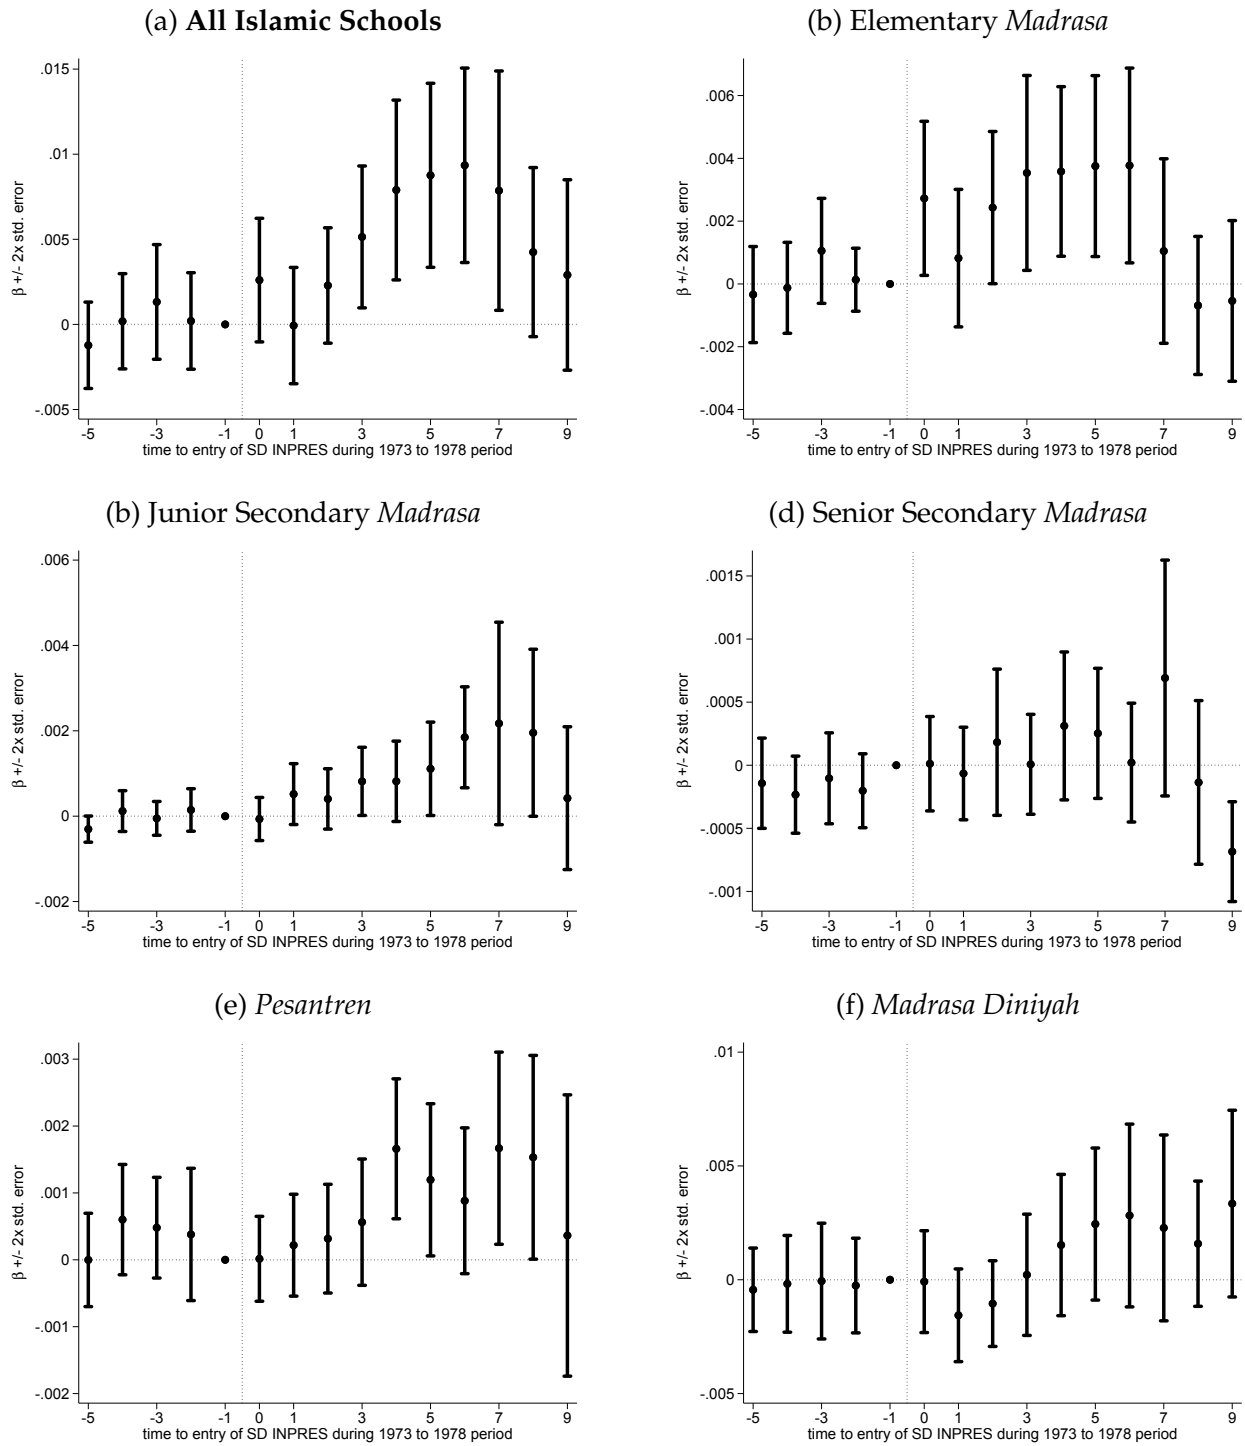 (a) All Islamic Schools
.015
.01
.005
0
-.005
β +/- 2x std. error
-5 -3 -1 0 1 3 5 7 9
time to entry of SD INPRES during 1973 to 1978 period
(b) Elementary Madrasa
.006
.004
.002
0
-.002
-.004
β +/- 2x std. error
-5 -3 -1 0 1 3 5 7 9
time to entry of SD INPRES during 1973 to 1978 period
(b) Junior Secondary Madrasa
.006
.004
.002
0
-.002
β +/- 2x std. error
-5 -3 -1 0 1 3 5 7 9
time to entry of SD INPRES during 1973 to 1978 period
(d) Senior Secondary Madrasa
.0015
.001
.0005
0
-.0005
-.001
β +/- 2x std. error
-5 -3 -1 0 1 3 5 7 9
time to entry of SD INPRES during 1973 to 1978 period
(e) Pesantren
.003
.002
.001
0
-.001
-.002
β +/- 2x std. error
-5 -3 -1 0 1 3 5 7 9
time to entry of SD INPRES during 1973 to 1978 period
(f) Madrasa Diniyah
.01
.005
0
-.005
β +/- 2x std. error
-5 -3 -1 0 1 3 5 7 9
time to entry of SD INPRES during 1973 to 1978 period